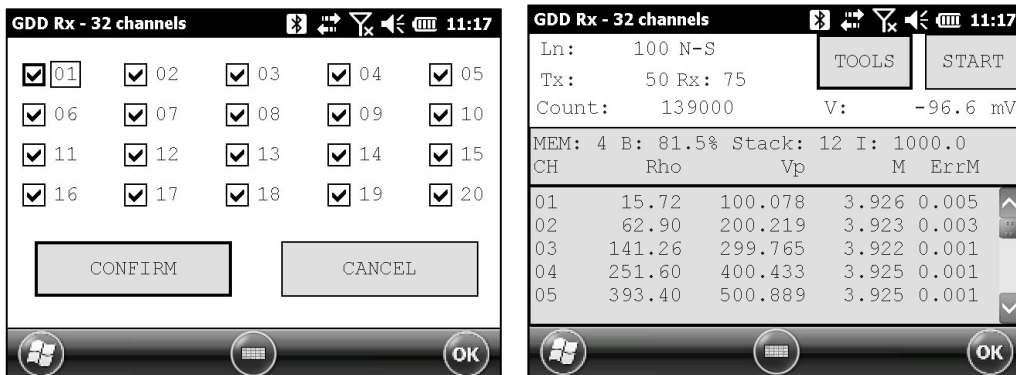 GDD Rx - 32 channels 11:17
01 02 03 04 05
06 07 08 09 10
11 12 13 14 15
16 17 18 19 20
CONFIRM CANCEL
OK
GDD Rx - 32 channels 11:17
Ln: 100 N-S
TOOLS START
Tx: 50 Rx: 75
Count: 139000 V: -96.6 mV
MEM: 4 B: 81.5% Stack: 12 I: 1000.0
CH Rho Vp M ErrM
01 15.72 100.078 3.926 0.005
02 62.90 200.219 3.923 0.003
03 141.26 299.765 3.922 0.001
04 251.60 400.433 3.925 0.001
05 393.40 500.889 3.925 0.001
OK